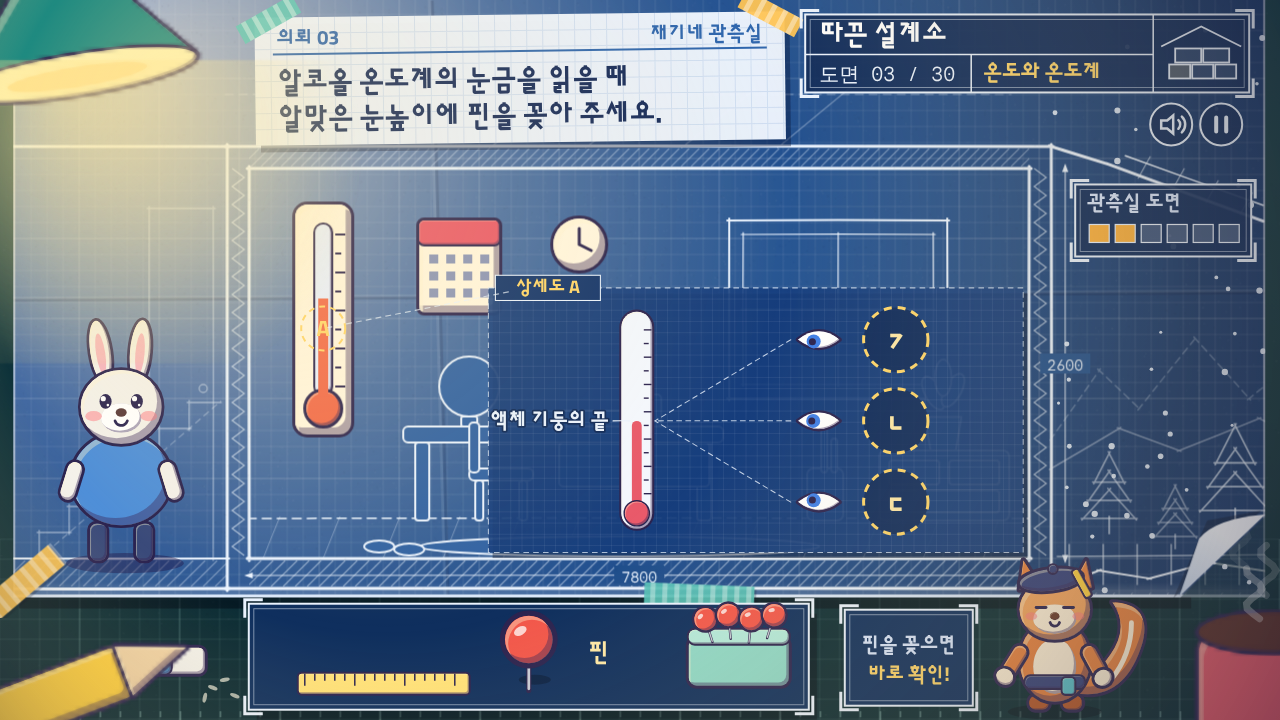 의뢰 03
재기네 관측실
알코올 온도계의 눈금을 읽을 때
알맞은 눈높이에 핀을 꽂아 주세요.
따끈 설계소
도면 03 / 30
온도와 온도계
관측실 도면
A
상세도 A
액체 기둥의 끝
ㄱ
ㄴ
ㄷ
2600
7800
핀
핀을 꽂으면
바로 확인!